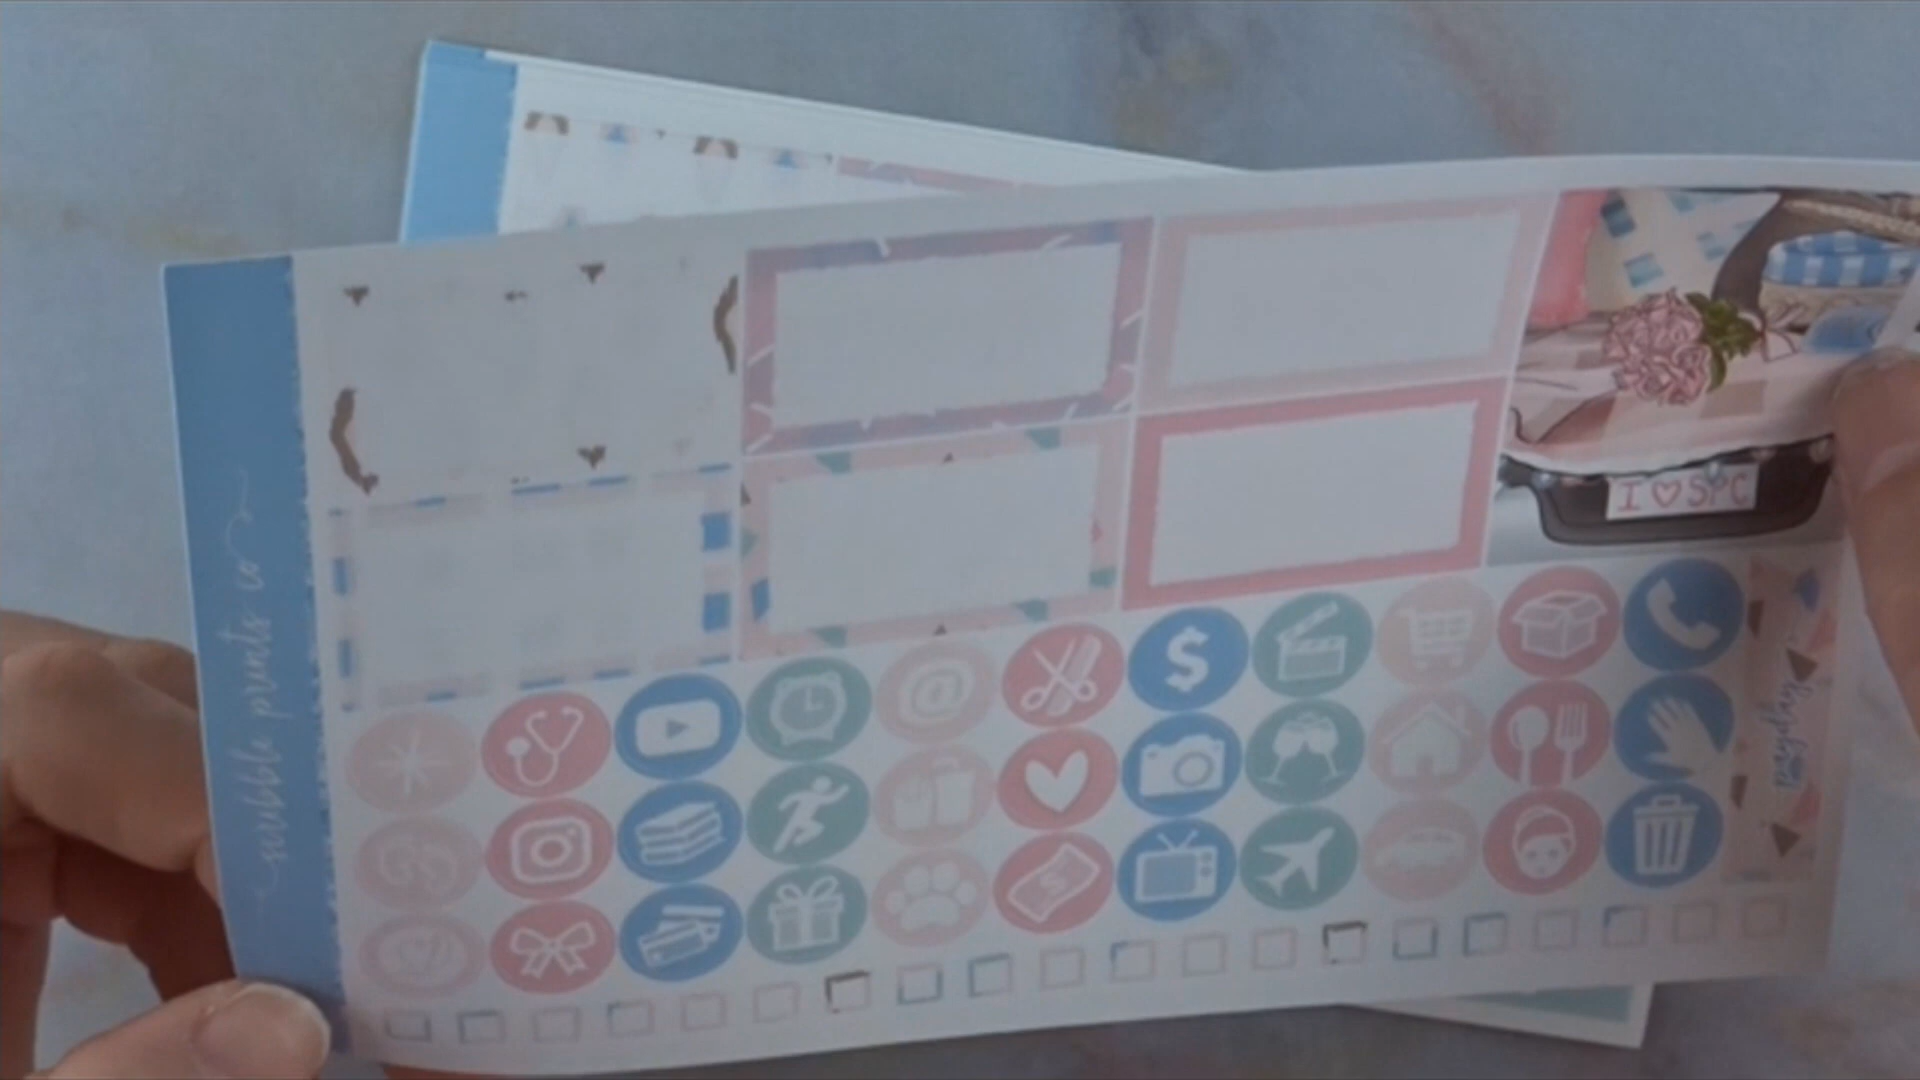 scribble prints co
I ♡ SPC
payday
@
$
$